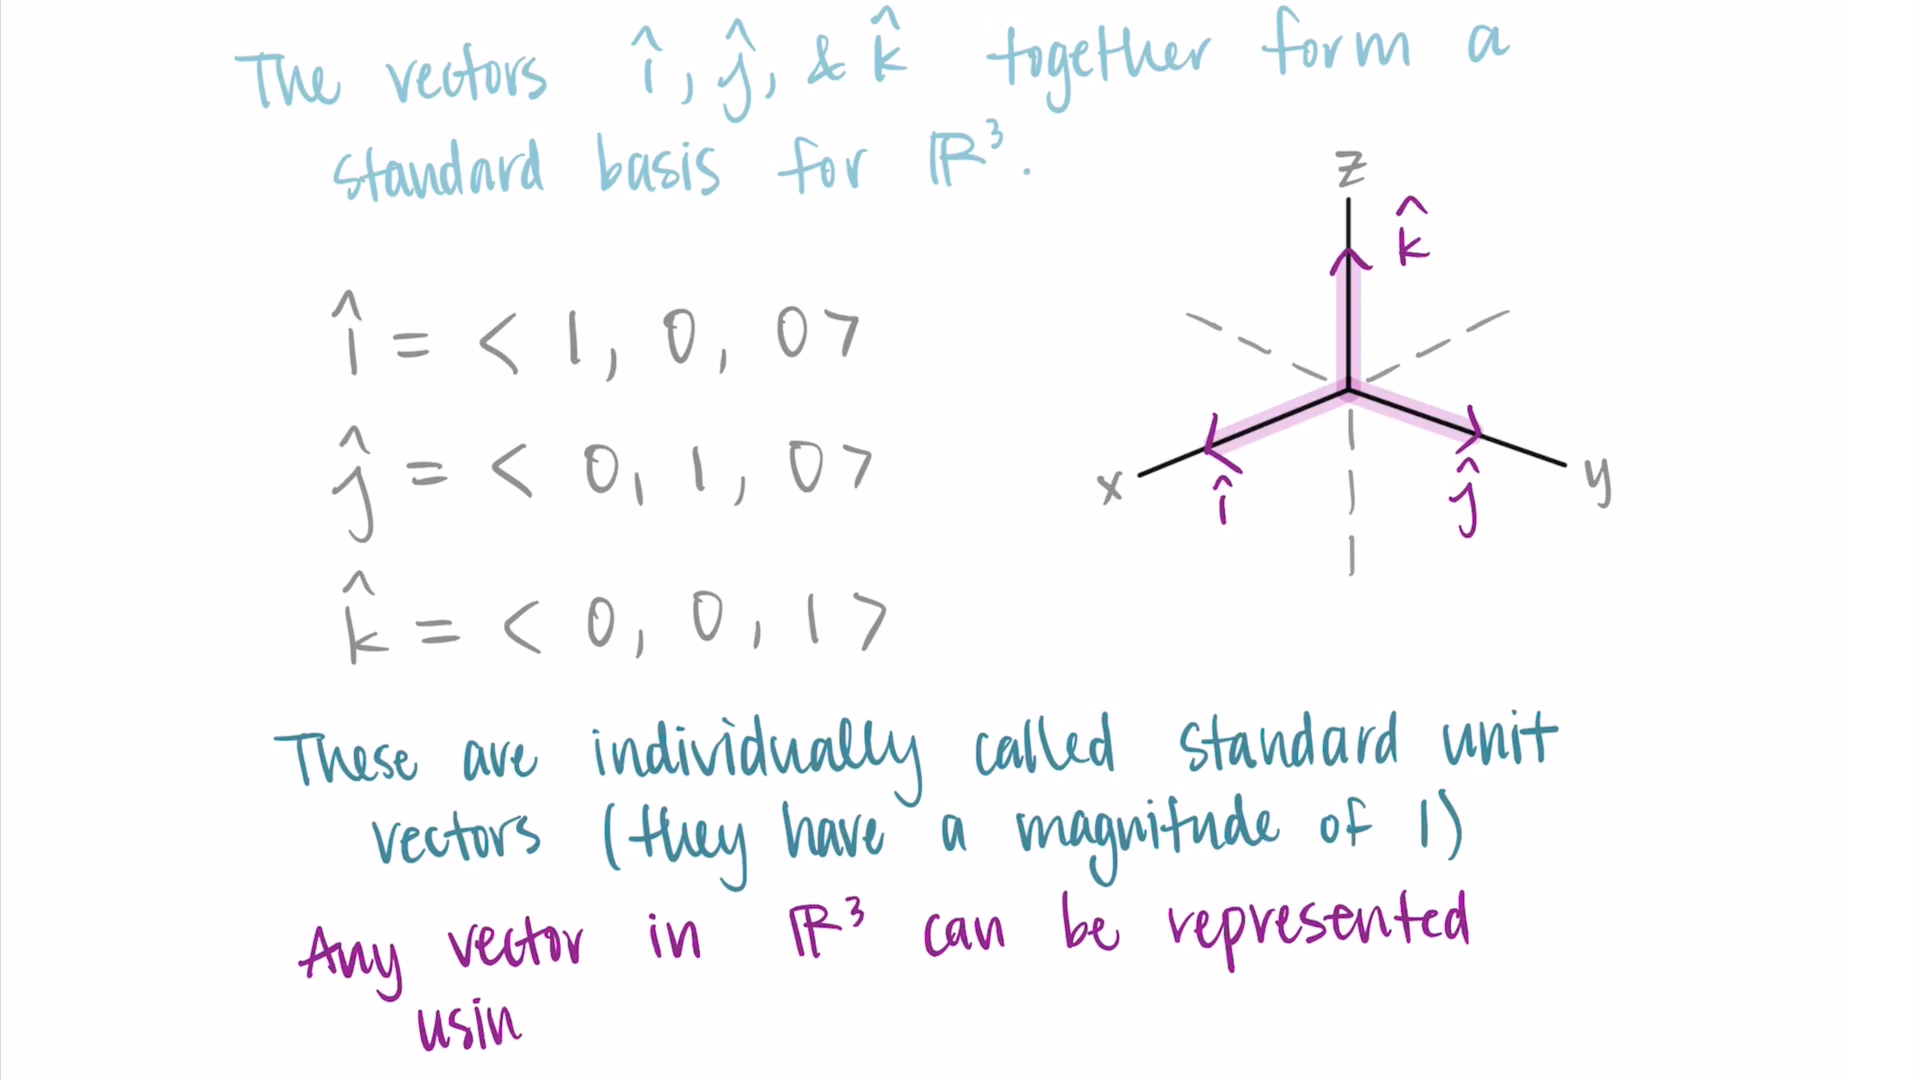 The vectors î, ĵ, & k̂ together form a
standard basis for ℝ³.
z
k̂
î = < 1, 0, 0>
ĵ = < 0, 1, 0>
x
î
ĵ
y
k̂ = < 0, 0, 1 >
These are individually called standard unit
vectors (they have a magnitude of 1)
Any vector in ℝ³ can be represented
usin